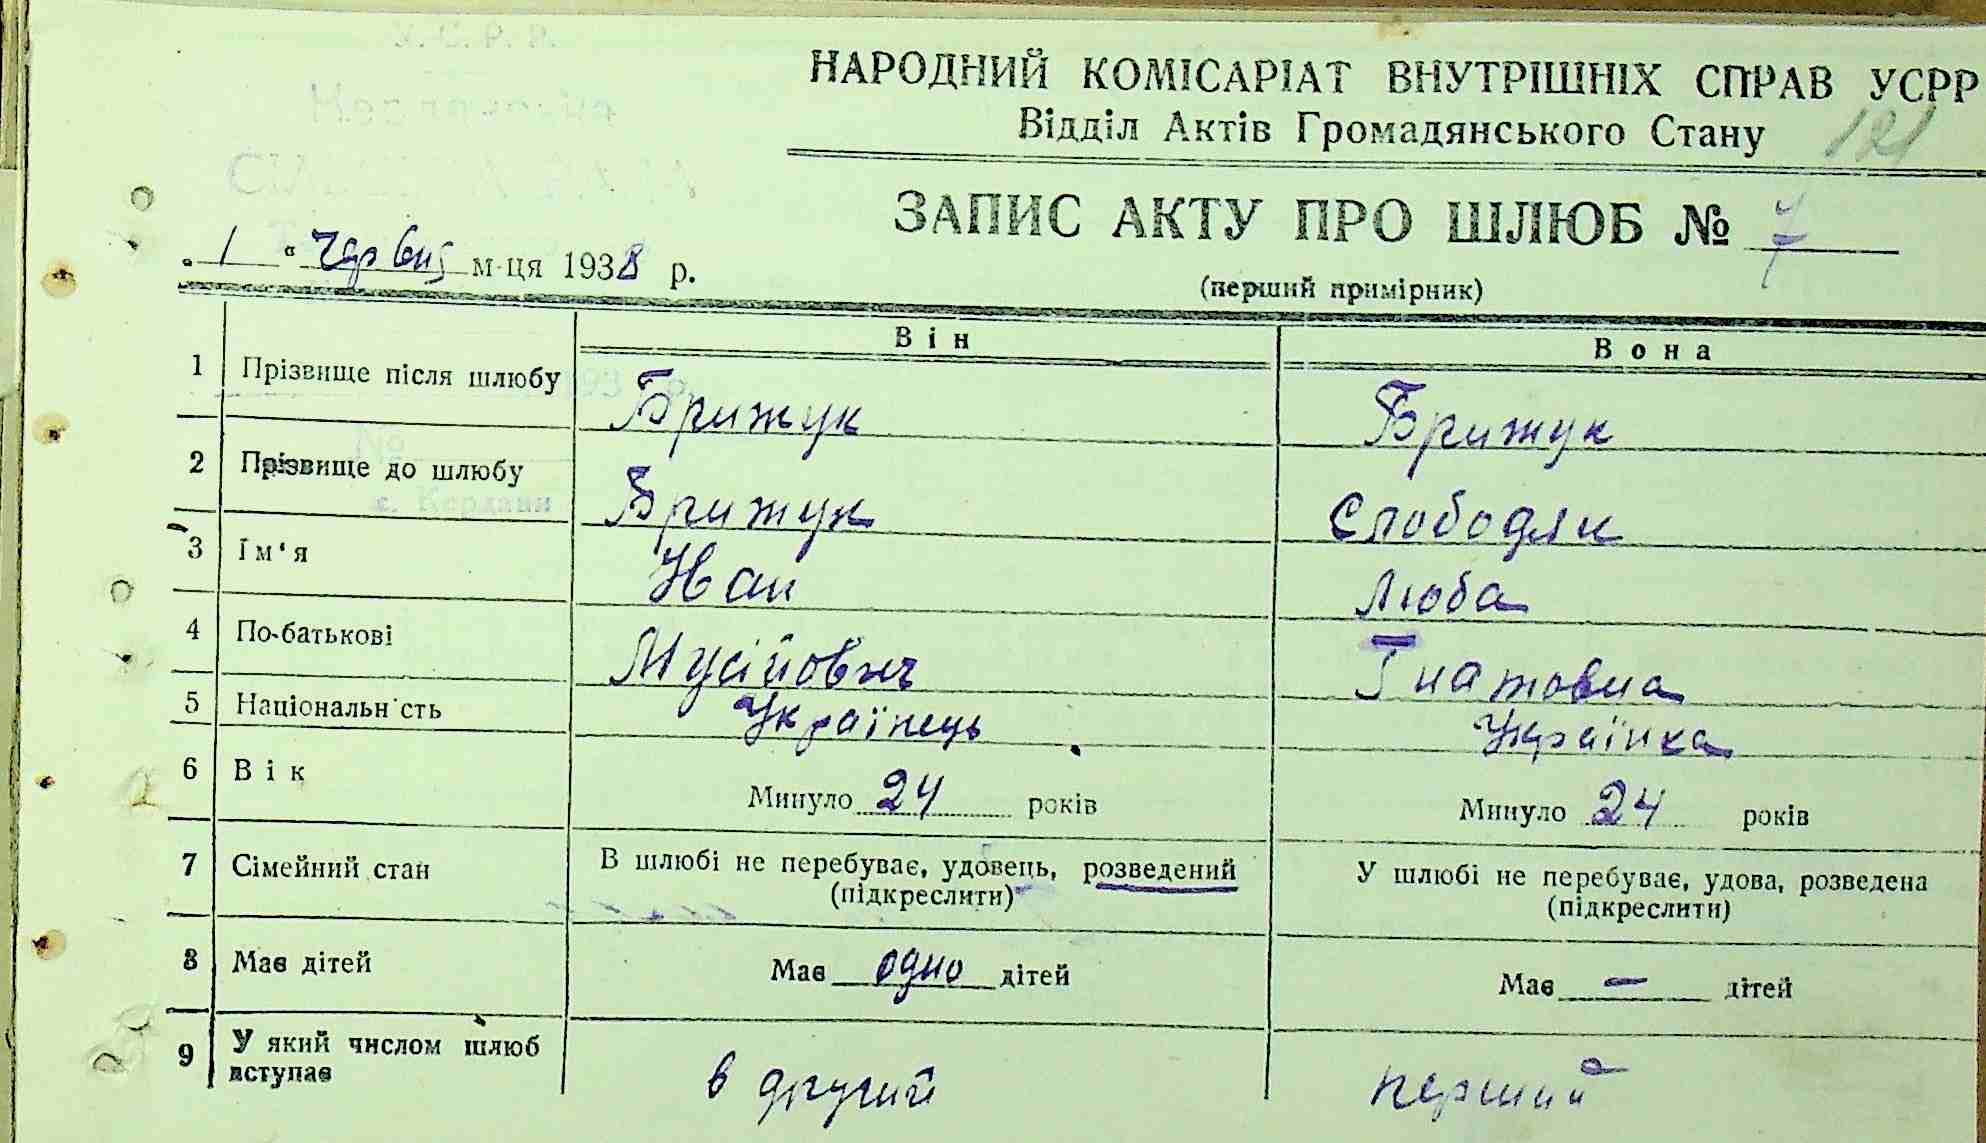 У. С. Р. Р.
НАРОДНИЙ КОМІСАРІАТ ВНУТРІШНІХ СПРАВ УСРР
Відділ Актів Громадянського Стану 121
ЗАПИС АКТУ ПРО ШЛЮБ № 7
(перший примірник)
„1“ червня м-ця 1938 р.
Він Вона
1 Прізвище після шлюбу Брижук Брижук
2 Прізвище до шлюбу Брижук Слободяк
с. Кордани
3 Ім'я Іван Люба
4 По-батькові Мусійович Гнатовна
5 Національність Українець Українка
6 Вік Минуло 24 років Минуло 24 років
7 Сімейний стан В шлюбі не перебуває, удовець, розведений У шлюбі не перебуває, удова, розведена
(підкреслити) (підкреслити)
8 Має дітей Має одно дітей Має — дітей
9 У який числом шлюб вступає в другий перший